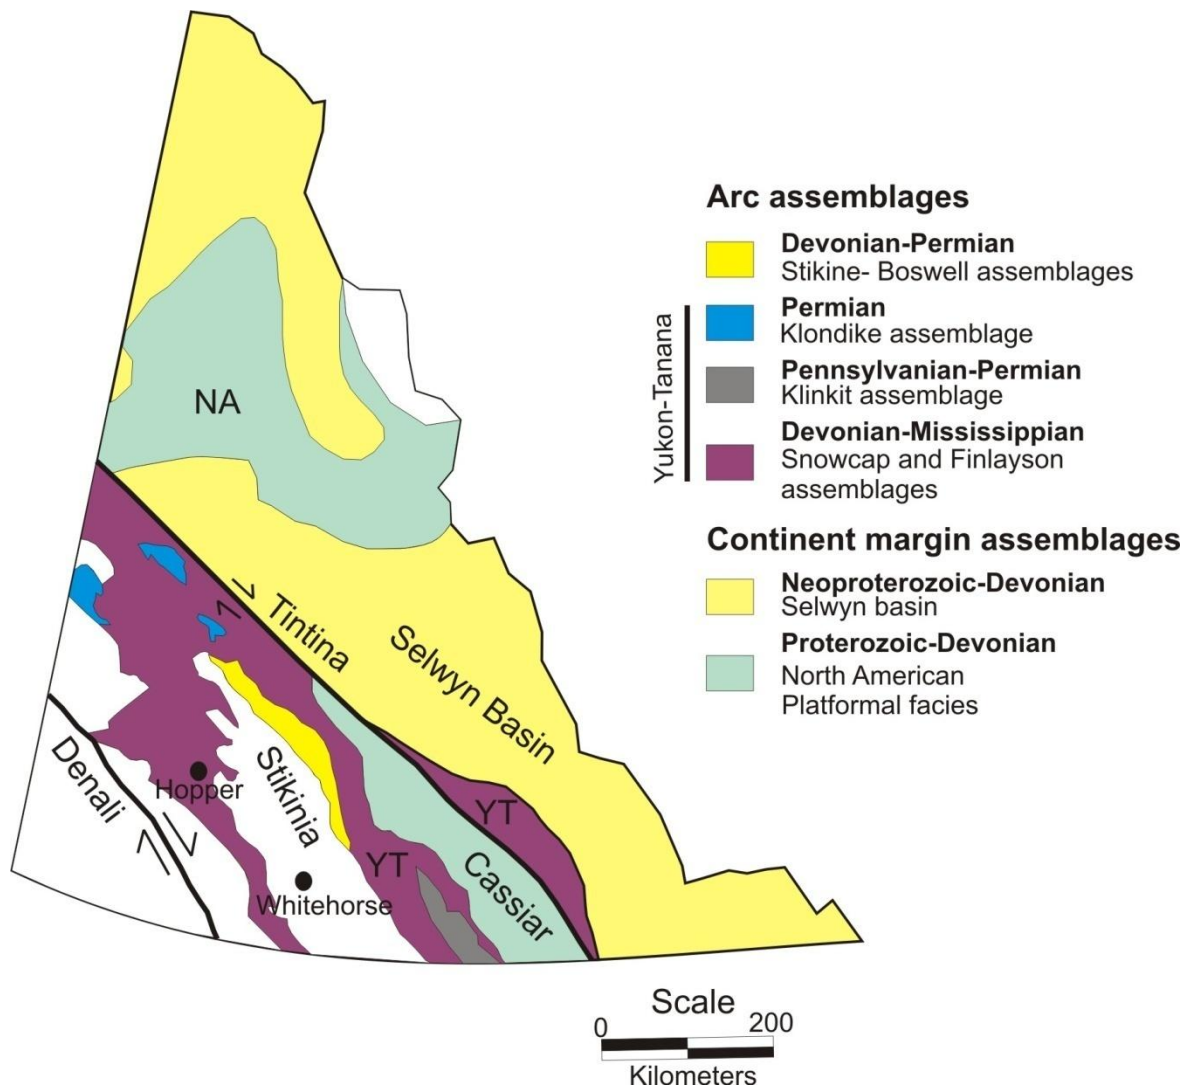 Arc assemblages
Devonian-Permian
Stikine- Boswell assemblages
Yukon-Tanana
Permian
Klondike assemblage
Pennsylvanian-Permian
Klinkit assemblage
Devonian-Mississippian
Snowcap and Finlayson
assemblages
Continent margin assemblages
Neoproterozoic-Devonian
Selwyn basin
Proterozoic-Devonian
North American
Platformal facies
NA
Tintina
Selwyn Basin
Denali
Hopper
Stikinia
YT
YT
Cassiar
Whitehorse
Scale
0 200
Kilometers